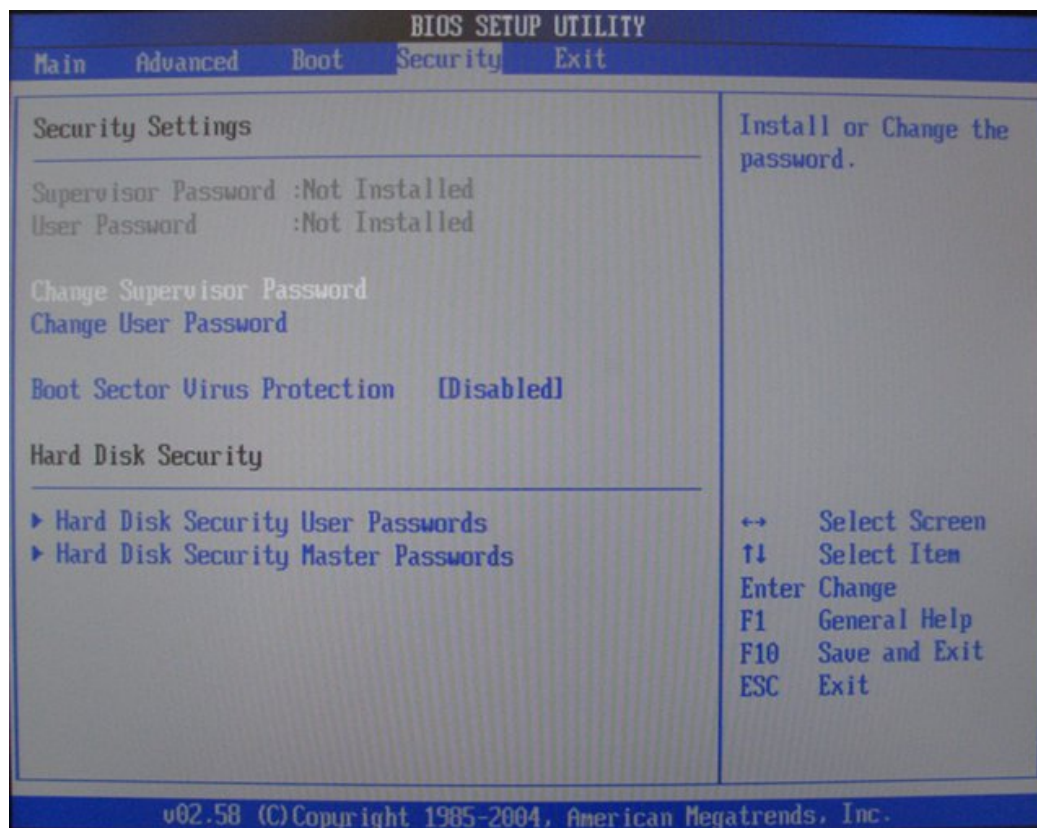 BIOS SETUP UTILITY
Main Advanced Boot Security Exit
Security Settings
Supervisor Password :Not Installed
User Password :Not Installed
Change Supervisor Password
Change User Password
Boot Sector Virus Protection [Disabled]
Hard Disk Security
▶ Hard Disk Security User Passwords
▶ Hard Disk Security Master Passwords
Install or Change the
password.
↔ Select Screen
↑↓ Select Item
Enter Change
F1 General Help
F10 Save and Exit
ESC Exit
v02.58 (C)Copyright 1985-2004, American Megatrends, Inc.